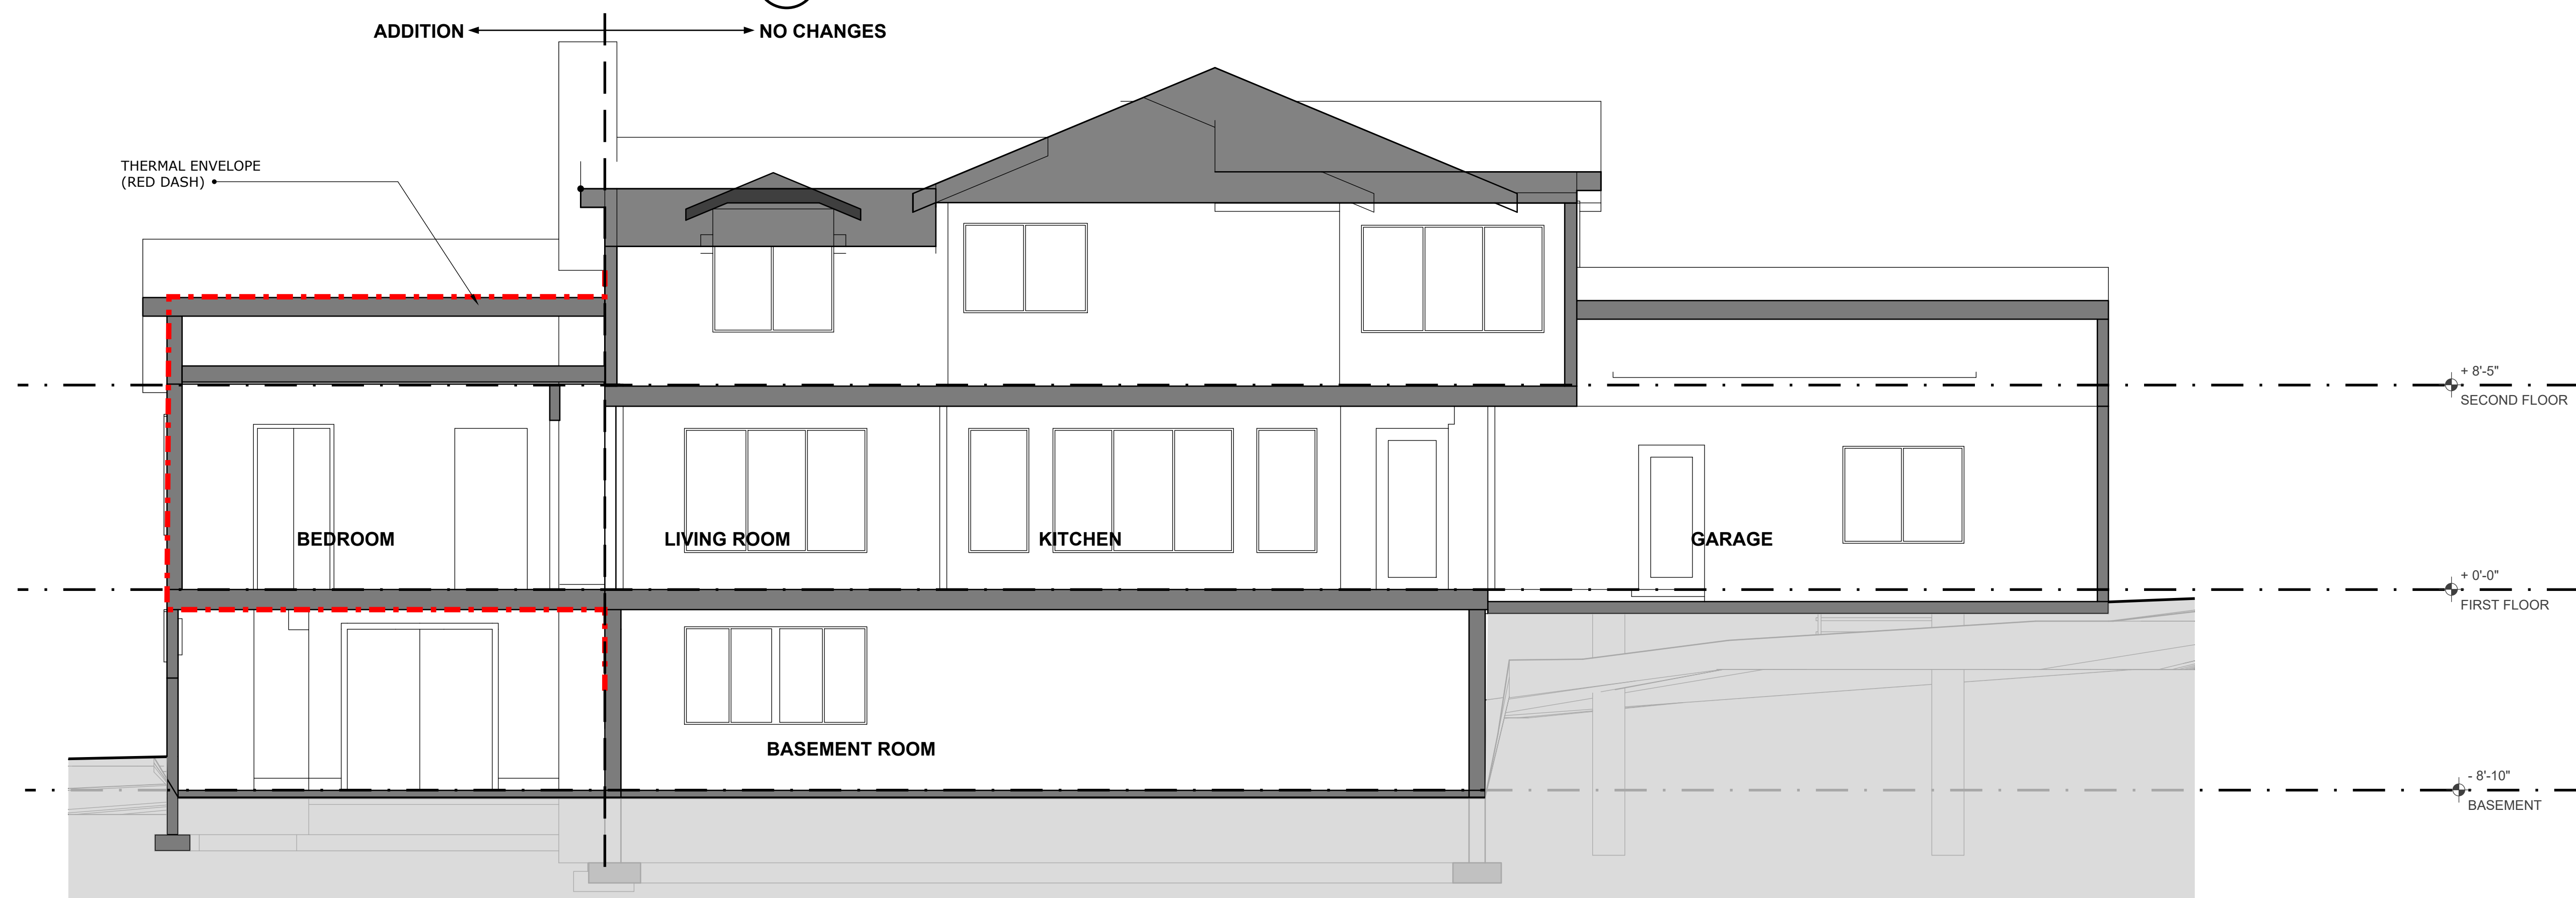 ADDITION
NO CHANGES
THERMAL ENVELOPE
(RED DASH)
+ 8'-5"
SECOND FLOOR
BEDROOM
LIVING ROOM
KITCHEN
GARAGE
+ 0'-0"
FIRST FLOOR
BASEMENT ROOM
- 8'-10"
BASEMENT